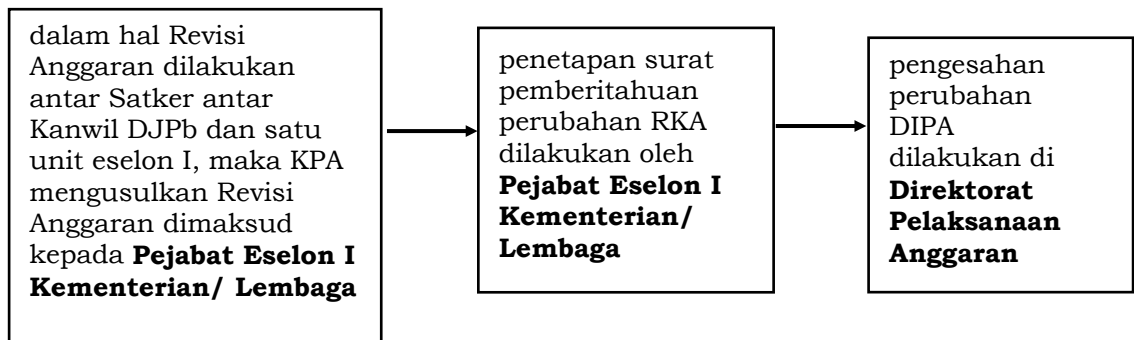 dalam hal Revisi
Anggaran dilakukan
antar Satker antar
Kanwil DJPb dan satu
unit eselon I, maka KPA
mengusulkan Revisi
Anggaran dimaksud
kepada Pejabat Eselon I
Kementerian/ Lembaga
penetapan surat
pemberitahuan
perubahan RKA
dilakukan oleh
Pejabat Eselon I
Kementerian/
Lembaga
pengesahan
perubahan
DIPA
dilakukan di
Direktorat
Pelaksanaan
Anggaran